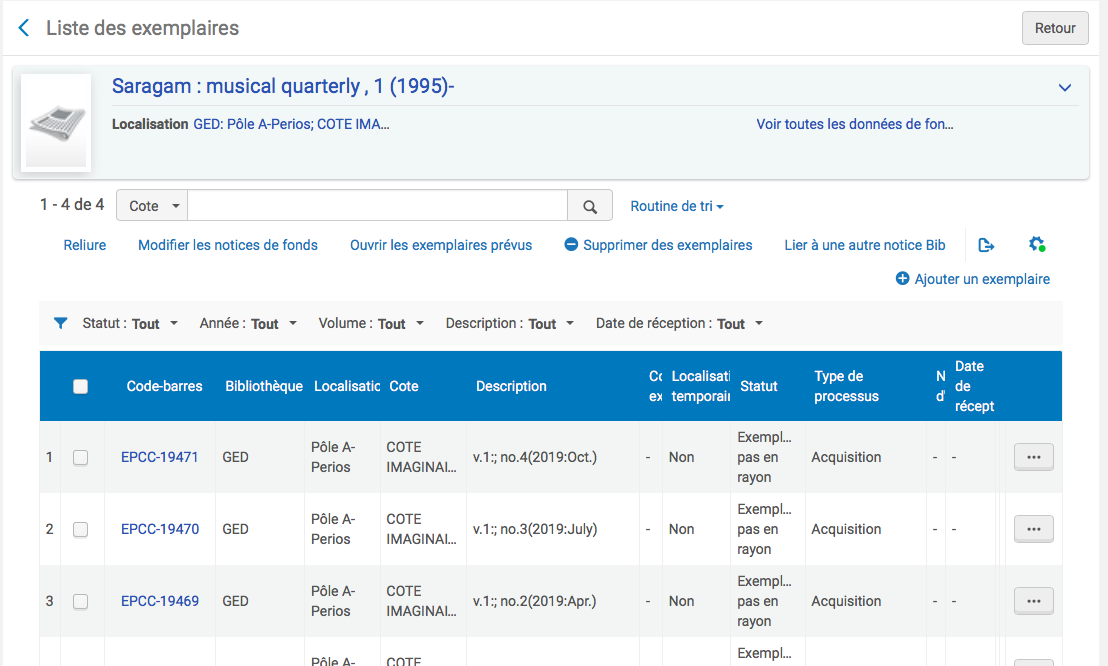 Liste des exemplaires
Retour
Saragam : musical quarterly , 1 (1995)-
Localisation GED: Pôle A-Perios; COTE IMA...
Voir toutes les données de fon...
1 - 4 de 4
Cote
Routine de tri
Reliure
Modifier les notices de fonds
Ouvrir les exemplaires prévus
Supprimer des exemplaires
Lier à une autre notice Bib
Ajouter un exemplaire
Statut : Tout
Année : Tout
Volume : Tout
Description : Tout
Date de réception : Tout
Code-barres
Bibliothèque
Localisatic
Cote
Description
Co
ex
Localisati
temporair
Statut
Type de
processus
N
d'
Date
de
récept
1
EPCC-19471
GED
Pôle A-
Perios
COTE
IMAGINAI...
v.1:; no.4(2019:Oct.)
-
Non
Exempl...
pas en
rayon
Acquisition
-
-
2
EPCC-19470
GED
Pôle A-
Perios
COTE
IMAGINAI...
v.1:; no.3(2019:July)
-
Non
Exempl...
pas en
rayon
Acquisition
-
-
3
EPCC-19469
GED
Pôle A-
Perios
COTE
IMAGINAI...
v.1:; no.2(2019:Apr.)
-
Non
Exempl...
pas en
rayon
Acquisition
-
-
Pôle A-
COTE
Exempl...